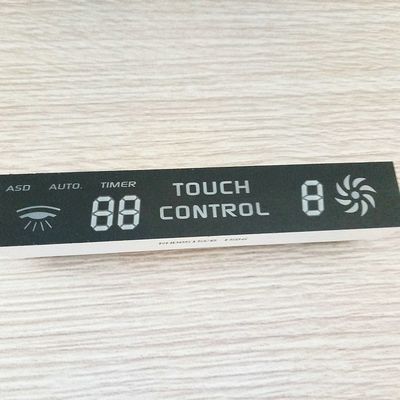 ASD AUTO. TIMER
TOUCH
CONTROL
88
8